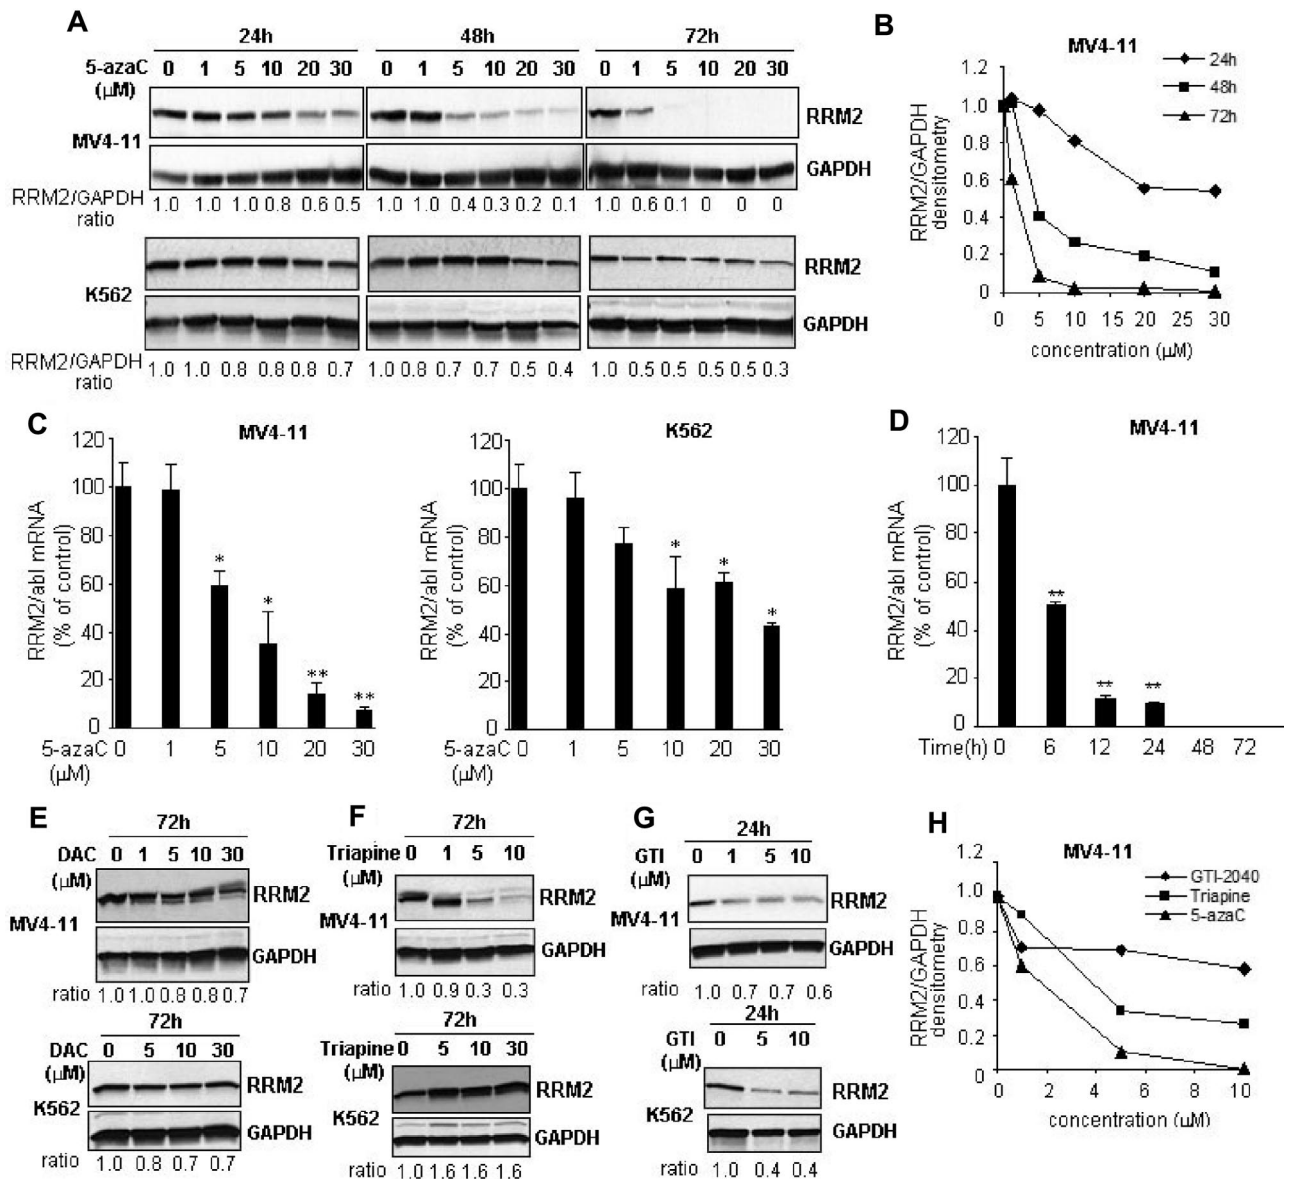 A
24h 48h 72h
5-azaC 0 1 5 10 20 30 0 1 5 10 20 30 0 1 5 10 20 30
(μM)
RRM2
MV4-11
GAPDH
RRM2/GAPDH 1.0 1.0 1.0 0.8 0.6 0.5 1.0 1.0 0.4 0.3 0.2 0.1 1.0 0.6 0.1 0 0 0
ratio
RRM2
K562
GAPDH
RRM2/GAPDH 1.0 1.0 0.8 0.8 0.8 0.7 1.0 0.8 0.7 0.7 0.5 0.4 1.0 0.5 0.5 0.5 0.5 0.3
ratio
B
MV4-11
24h
48h
72h
RRM2/GAPDH
densitometry
1.2
1.0
0.8
0.6
0.4
0.2
0
0 5 10 15 20 25 30
concentration (μM)
C
MV4-11
RRM2/abl mRNA
(% of control)
120
100
80
60
40
20
0
* * ** **
5-azaC 0 1 5 10 20 30
(μM)
K562
RRM2/abl mRNA
(% of control)
120
100
80
60
40
20
0
* * *
5-azaC 0 1 5 10 20 30
(μM)
D
MV4-11
RRM2/abl mRNA
(% of control)
120
100
80
60
40
20
0
** ** **
Time(h) 0 6 12 24 48 72
E
72h
DAC 0 1 5 10 30
(μM)
RRM2
MV4-11
GAPDH
ratio 1.0 1.0 0.8 0.8 0.7
72h
DAC 0 5 10 30
(μM)
RRM2
K562
GAPDH
ratio 1.0 0.8 0.7 0.7
F
72h
Triapine 0 1 5 10
(μM)
RRM2
MV4-11
GAPDH
ratio 1.0 0.9 0.3 0.3
72h
Triapine 0 5 10 30
(μM)
RRM2
K562
GAPDH
ratio 1.0 1.6 1.6 1.6
G
24h
GTI 0 1 5 10
(μM)
RRM2
MV4-11
GAPDH
ratio 1.0 0.7 0.7 0.6
24h
GTI 0 5 10
(μM)
RRM2
K562
GAPDH
ratio 1.0 0.4 0.4
H
MV4-11
GTI-2040
Triapine
5-azaC
RRM2/GAPDH
densitometry
1.2
1.0
0.8
0.6
0.4
0.2
0
0 2 4 6 8 10
concentration (μM)